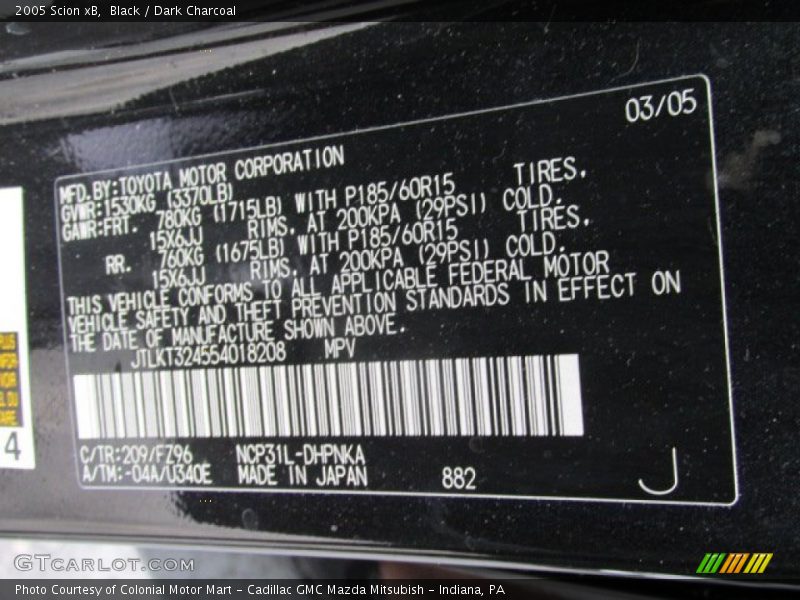 2005 Scion xB,  Black / Dark Charcoal
03/05
MFD.BY:TOYOTA MOTOR CORPORATION
GVWR:1530KG (3370LB)
GAWR:FRT. 780KG (1715LB) WITH P185/60R15 TIRES,
15X6JJ RIMS, AT 200KPA (29PSI) COLD.
RR. 760KG (1675LB) WITH P185/60R15 TIRES,
15X6JJ RIMS, AT 200KPA (29PSI) COLD.
THIS VEHICLE CONFORMS TO ALL APPLICABLE FEDERAL MOTOR
VEHICLE SAFETY AND THEFT PREVENTION STANDARDS IN EFFECT ON
THE DATE OF MANUFACTURE SHOWN ABOVE.
JTLKT324554018208 MPV
C/TR:209/FZ96 NCP31L-DHPNKA
A/TM:-04A/U340E MADE IN JAPAN 882 J
4
GTCARLOT.COM
Photo Courtesy of Colonial Motor Mart - Cadillac GMC Mazda Mitsubish - Indiana, PA